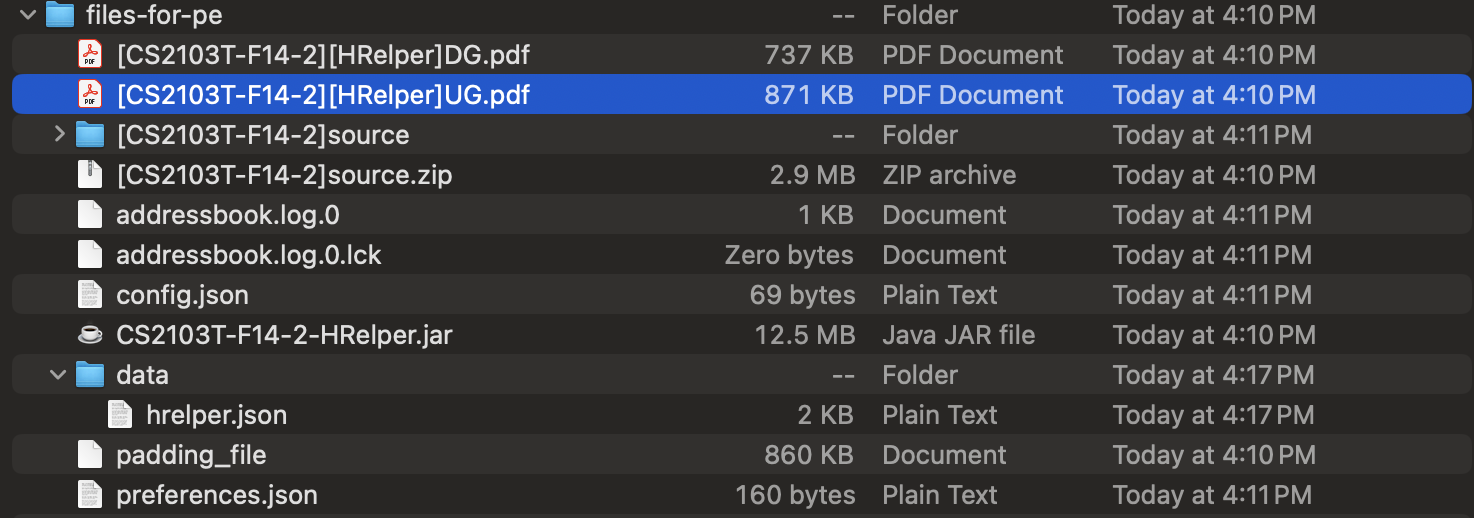 files-for-pe -- Folder Today at 4:10 PM
PDF [CS2103T-F14-2][HRelper]DG.pdf 737 KB PDF Document Today at 4:10 PM
PDF [CS2103T-F14-2][HRelper]UG.pdf 871 KB PDF Document Today at 4:10 PM
[CS2103T-F14-2]source -- Folder Today at 4:11 PM
[CS2103T-F14-2]source.zip 2.9 MB ZIP archive Today at 4:10 PM
addressbook.log.0 1 KB Document Today at 4:11 PM
addressbook.log.0.lck Zero bytes Document Today at 4:11 PM
config.json 69 bytes Plain Text Today at 4:11 PM
CS2103T-F14-2-HRelper.jar 12.5 MB Java JAR file Today at 4:10 PM
data -- Folder Today at 4:17 PM
hrelper.json 2 KB Plain Text Today at 4:17 PM
padding_file 860 KB Document Today at 4:10 PM
preferences.json 160 bytes Plain Text Today at 4:11 PM